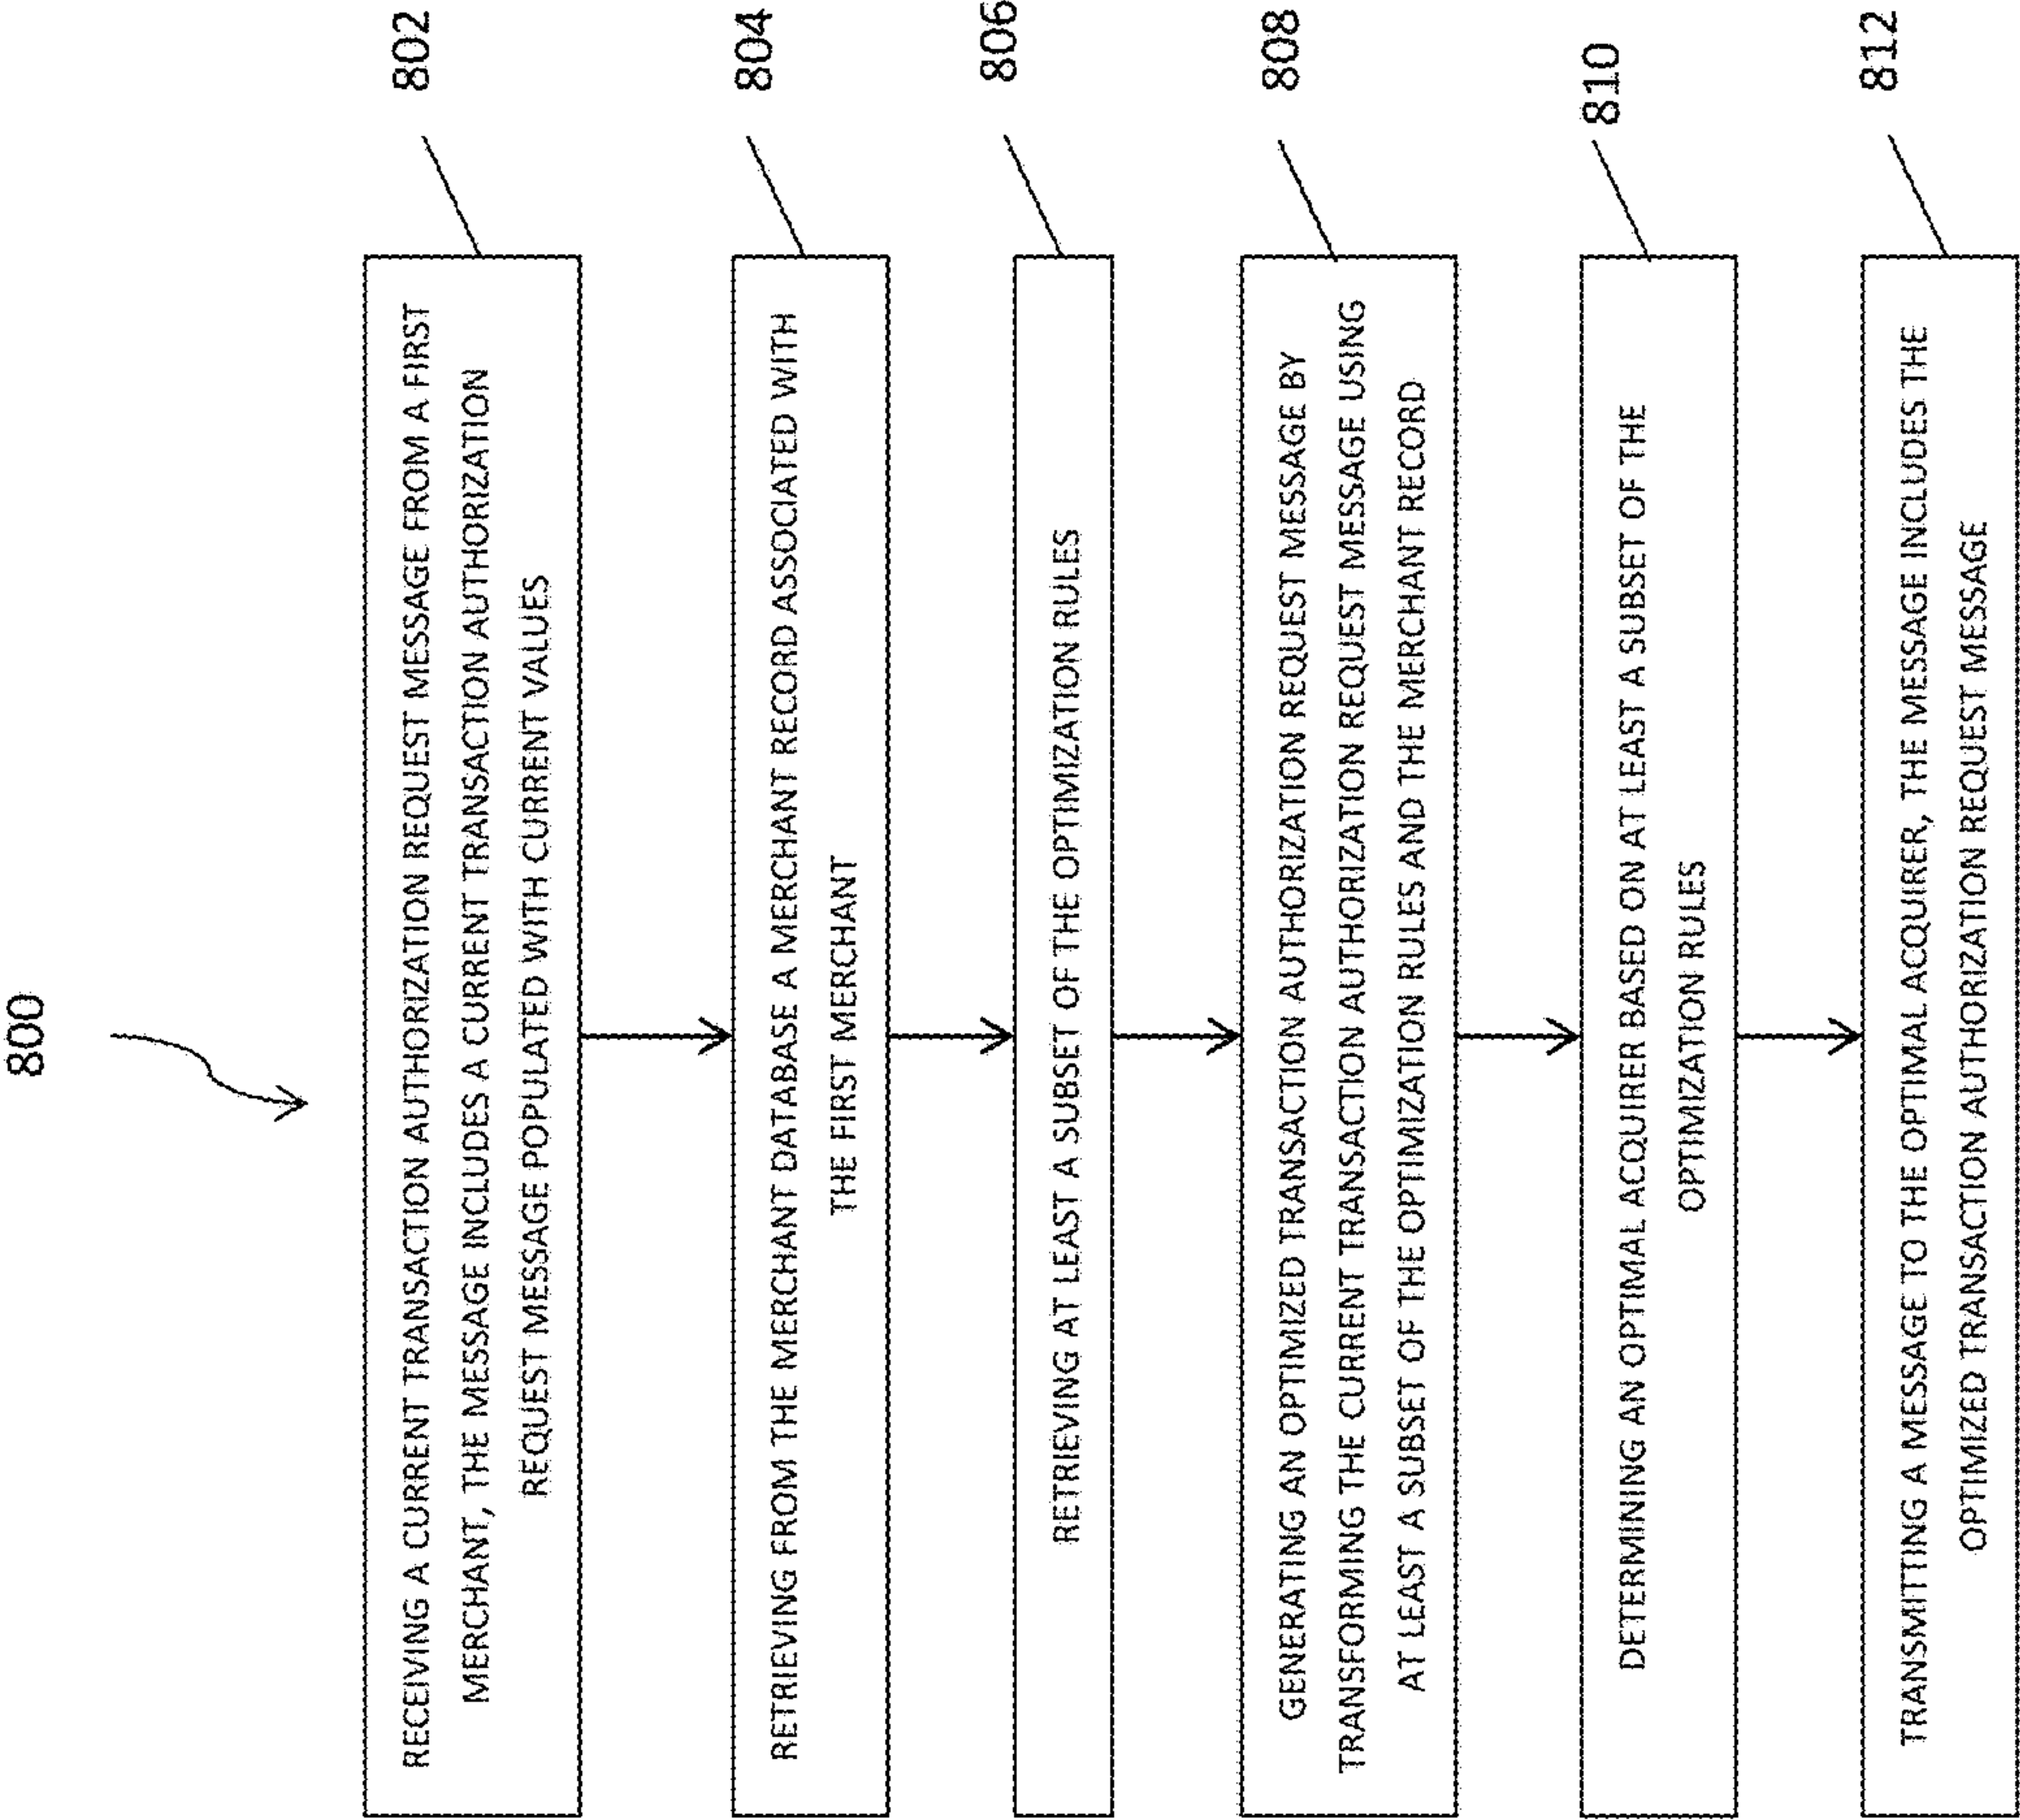 800
RECEIVING A CURRENT TRANSACTION AUTHORIZATION REQUEST MESSAGE FROM A FIRST
MERCHANT, THE MESSAGE INCLUDES A CURRENT TRANSACTION AUTHORIZATION
REQUEST MESSAGE POPULATED WITH CURRENT VALUES
802
RETRIEVING FROM THE MERCHANT DATABASE A MERCHANT RECORD ASSOCIATED WITH
THE FIRST MERCHANT
804
RETRIEVING AT LEAST A SUBSET OF THE OPTIMIZATION RULES
806
GENERATING AN OPTIMIZED TRANSACTION AUTHORIZATION REQUEST MESSAGE BY
TRANSFORMING THE CURRENT TRANSACTION AUTHORIZATION REQUEST MESSAGE USING
AT LEAST A SUBSET OF THE OPTIMIZATION RULES AND THE MERCHANT RECORD
808
DETERMINING AN OPTIMAL ACQUIRER BASED ON AT LEAST A SUBSET OF THE
OPTIMIZATION RULES
810
TRANSMITTING A MESSAGE TO THE OPTIMAL ACQUIRER, THE MESSAGE INCLUDES THE
OPTIMIZED TRANSACTION AUTHORIZATION REQUEST MESSAGE
812